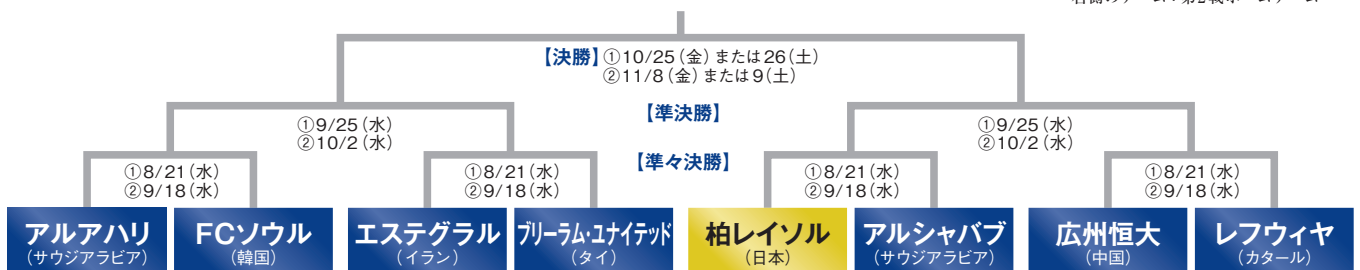 【決勝】①10/25(金)または26(土)
②11/8(金)または9(土)
【準決勝】
①9/25(水)
②10/2(水)
①9/25(水)
②10/2(水)
【準々決勝】
①8/21(水)
②9/18(水)
①8/21(水)
②9/18(水)
①8/21(水)
②9/18(水)
①8/21(水)
②9/18(水)
アルアハリ
(サウジアラビア)
FCソウル
(韓国)
エステグラル
(イラン)
ブリーラム・ユナイテッド
(タイ)
柏レイソル
(日本)
アルシャバブ
(サウジアラビア)
広州恒大
(中国)
レフウィヤ
(カタール)